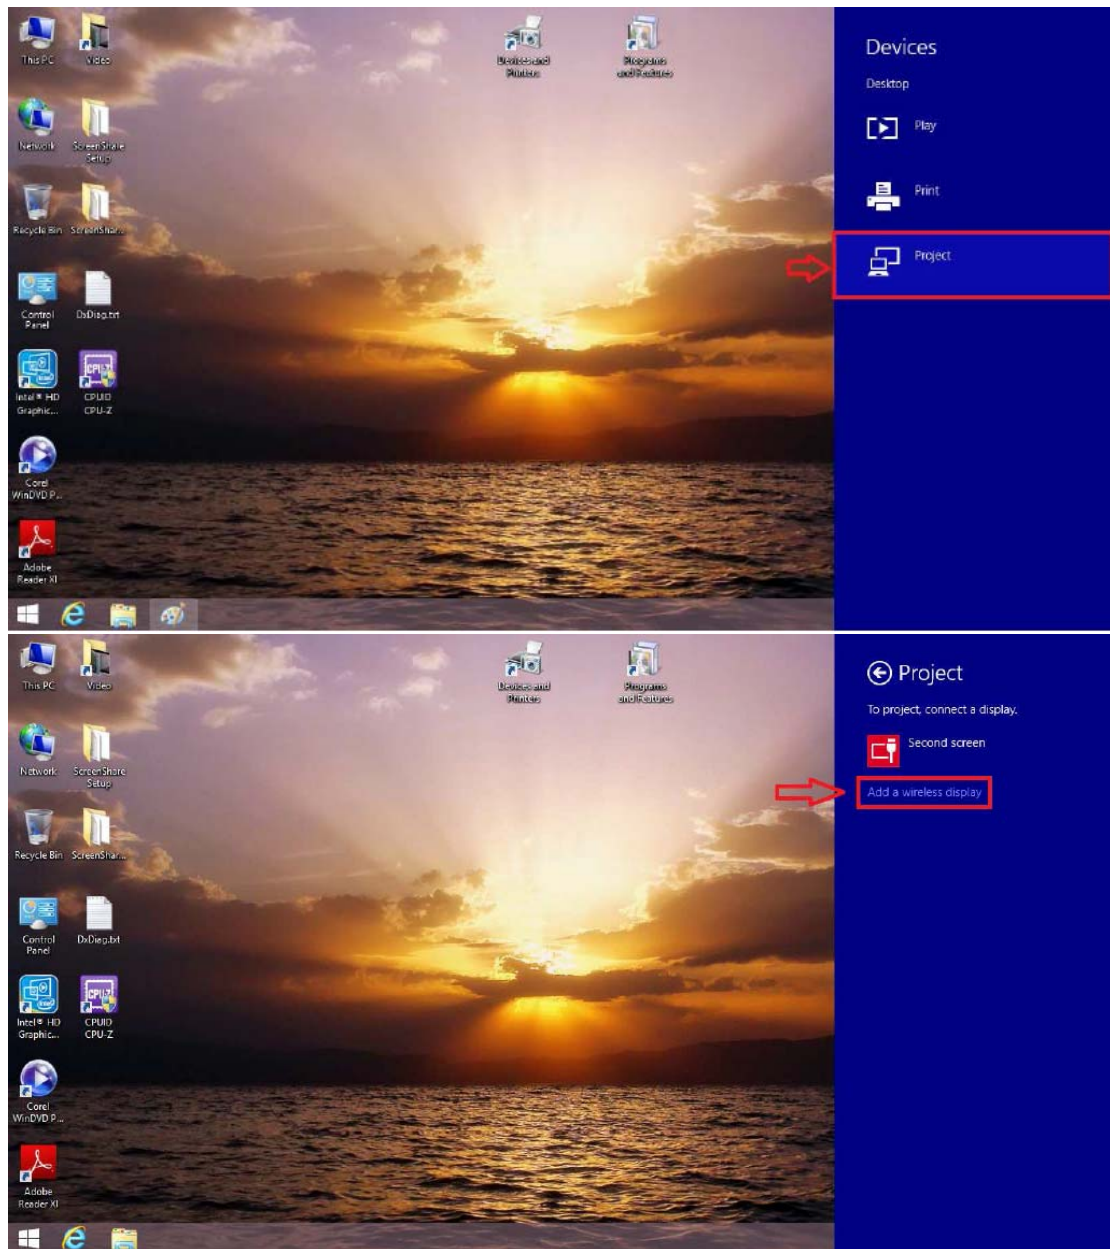 Devices
Desktop
Play
Print
Project
This PC
Video
Devices and
Printers
Programs
and Features
Network
ScreenShare
Setup
Recycle Bin
ScreenShar...
Control
Panel
DxDiag.txt
Intel® HD
Graphic...
CPUID
CPU-Z
Corel
WinDVD P...
Adobe
Reader XI
Project
To project, connect a display.
Second screen
Add a wireless display
This PC
Video
Devices and
Printers
Programs
and Features
Network
ScreenShare
Setup
Recycle Bin
ScreenShar...
Control
Panel
DxDiag.txt
Intel® HD
Graphic...
CPUID
CPU-Z
Corel
WinDVD P...
Adobe
Reader XI